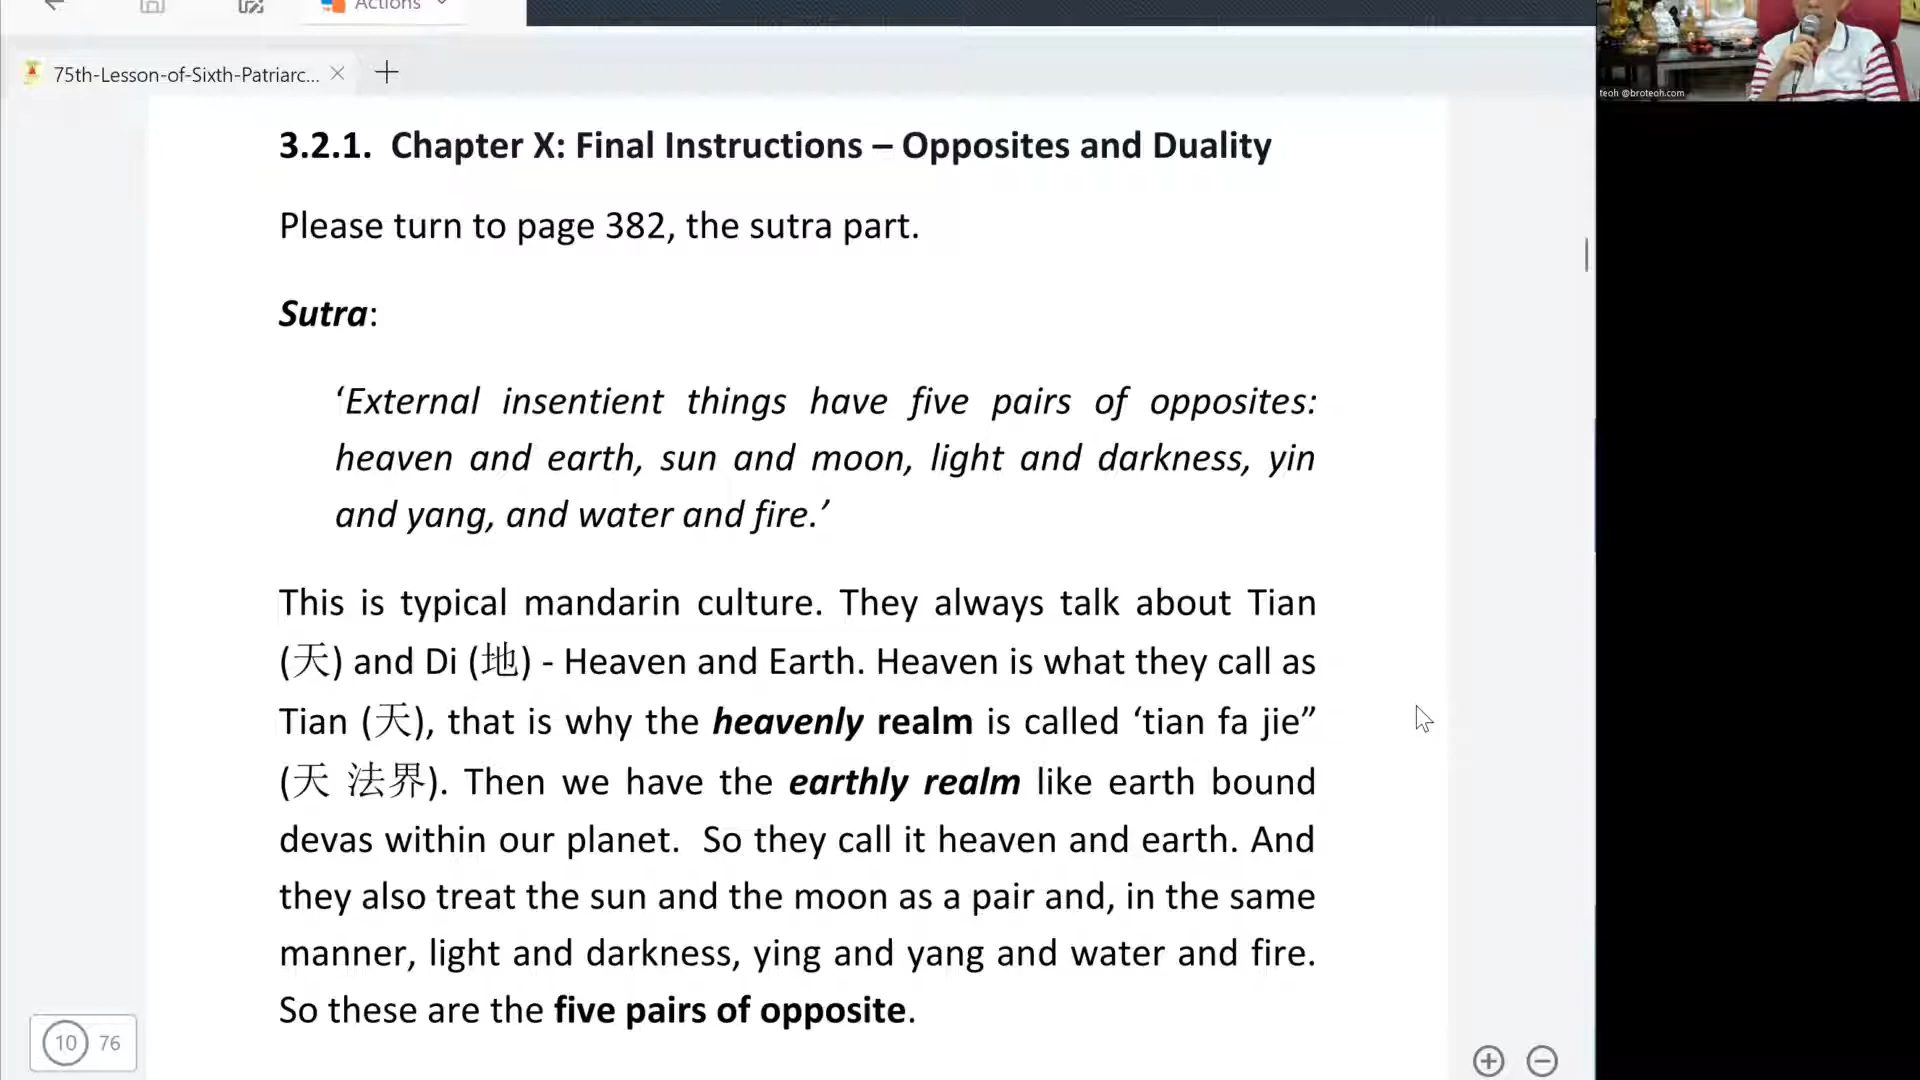 Actions
75th-Lesson-of-Sixth-Patriarc...
teoh @broteoh.com
3.2.1. Chapter X: Final Instructions – Opposites and Duality
Please turn to page 382, the sutra part.
Sutra:
‘External insentient things have five pairs of opposites:
heaven and earth, sun and moon, light and darkness, yin
and yang, and water and fire.’
This is typical mandarin culture. They always talk about Tian
(天) and Di (地) - Heaven and Earth. Heaven is what they call as
Tian (天), that is why the heavenly realm is called ‘tian fa jie”
(天 法界). Then we have the earthly realm like earth bound
devas within our planet. So they call it heaven and earth. And
they also treat the sun and the moon as a pair and, in the same
manner, light and darkness, ying and yang and water and fire.
So these are the five pairs of opposite.
10 76